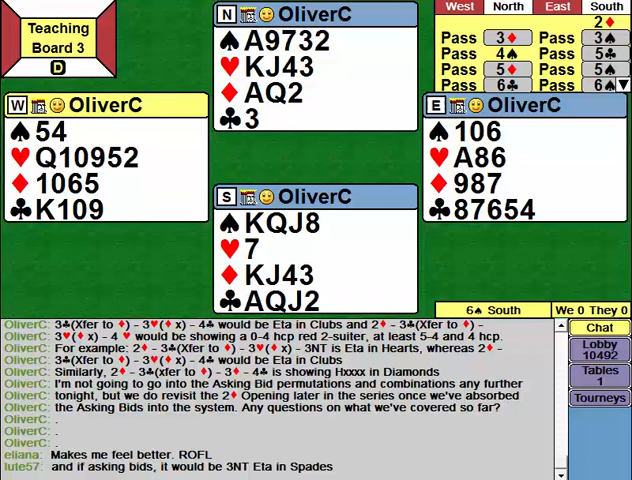 Teaching
Board 3
D
N OliverC
♠A9732
♥KJ43
♦AQ2
♣3
West North East South
2♦
Pass 3♦ Pass 3♠
Pass 4♠ Pass 5♣
Pass 5♦ Pass 5♠
Pass 6♣ Pass 6♠
W OliverC
♠54
♥Q10952
♦1065
♣K109
E OliverC
♠106
♥A86
♦987
♣87654
S OliverC
♠KQJ8
♥7
♦KJ43
♣AQJ2
6♠ South We 0 They 0
OliverC: 3♣(Xfer to ♦) - 3♥(♦ x) - 4♣ would be Eta in Clubs and 2♦ - 3♣(Xfer to ♦) -
3♥(♦ x) - 4 ♥ would be showing a 0-4 hcp red 2-suiter, at least 5-4 and 4 hcp.
OliverC: For example: 2♦ - 3♣(Xfer to ♦) - 3♥(♦ x) - 3NT is Eta in Hearts, whereas 2♦ -
3♣(Xfer to ♦) - 3♥(♦ x) - 4♣ would be Eta in Clubs
OliverC: Similarly, 2♦ - 3♣(xfer to ♦) - 3♦ - 4♣ is showing Hxxxx in Diamonds
OliverC: I'm not going to go into the Asking Bid permutations and combinations any further
tonight, but we do revisit the 2♦ Opening later in the series once we've absorbed
the Asking Bids into the system. Any questions on what we've covered so far?
OliverC: .
OliverC: .
OliverC: .
eliana: Makes me feel better. ROFL
lute57: and if asking bids, it would be 3NT Eta in Spades
Chat
Lobby
10492
Tables
1
Tourneys